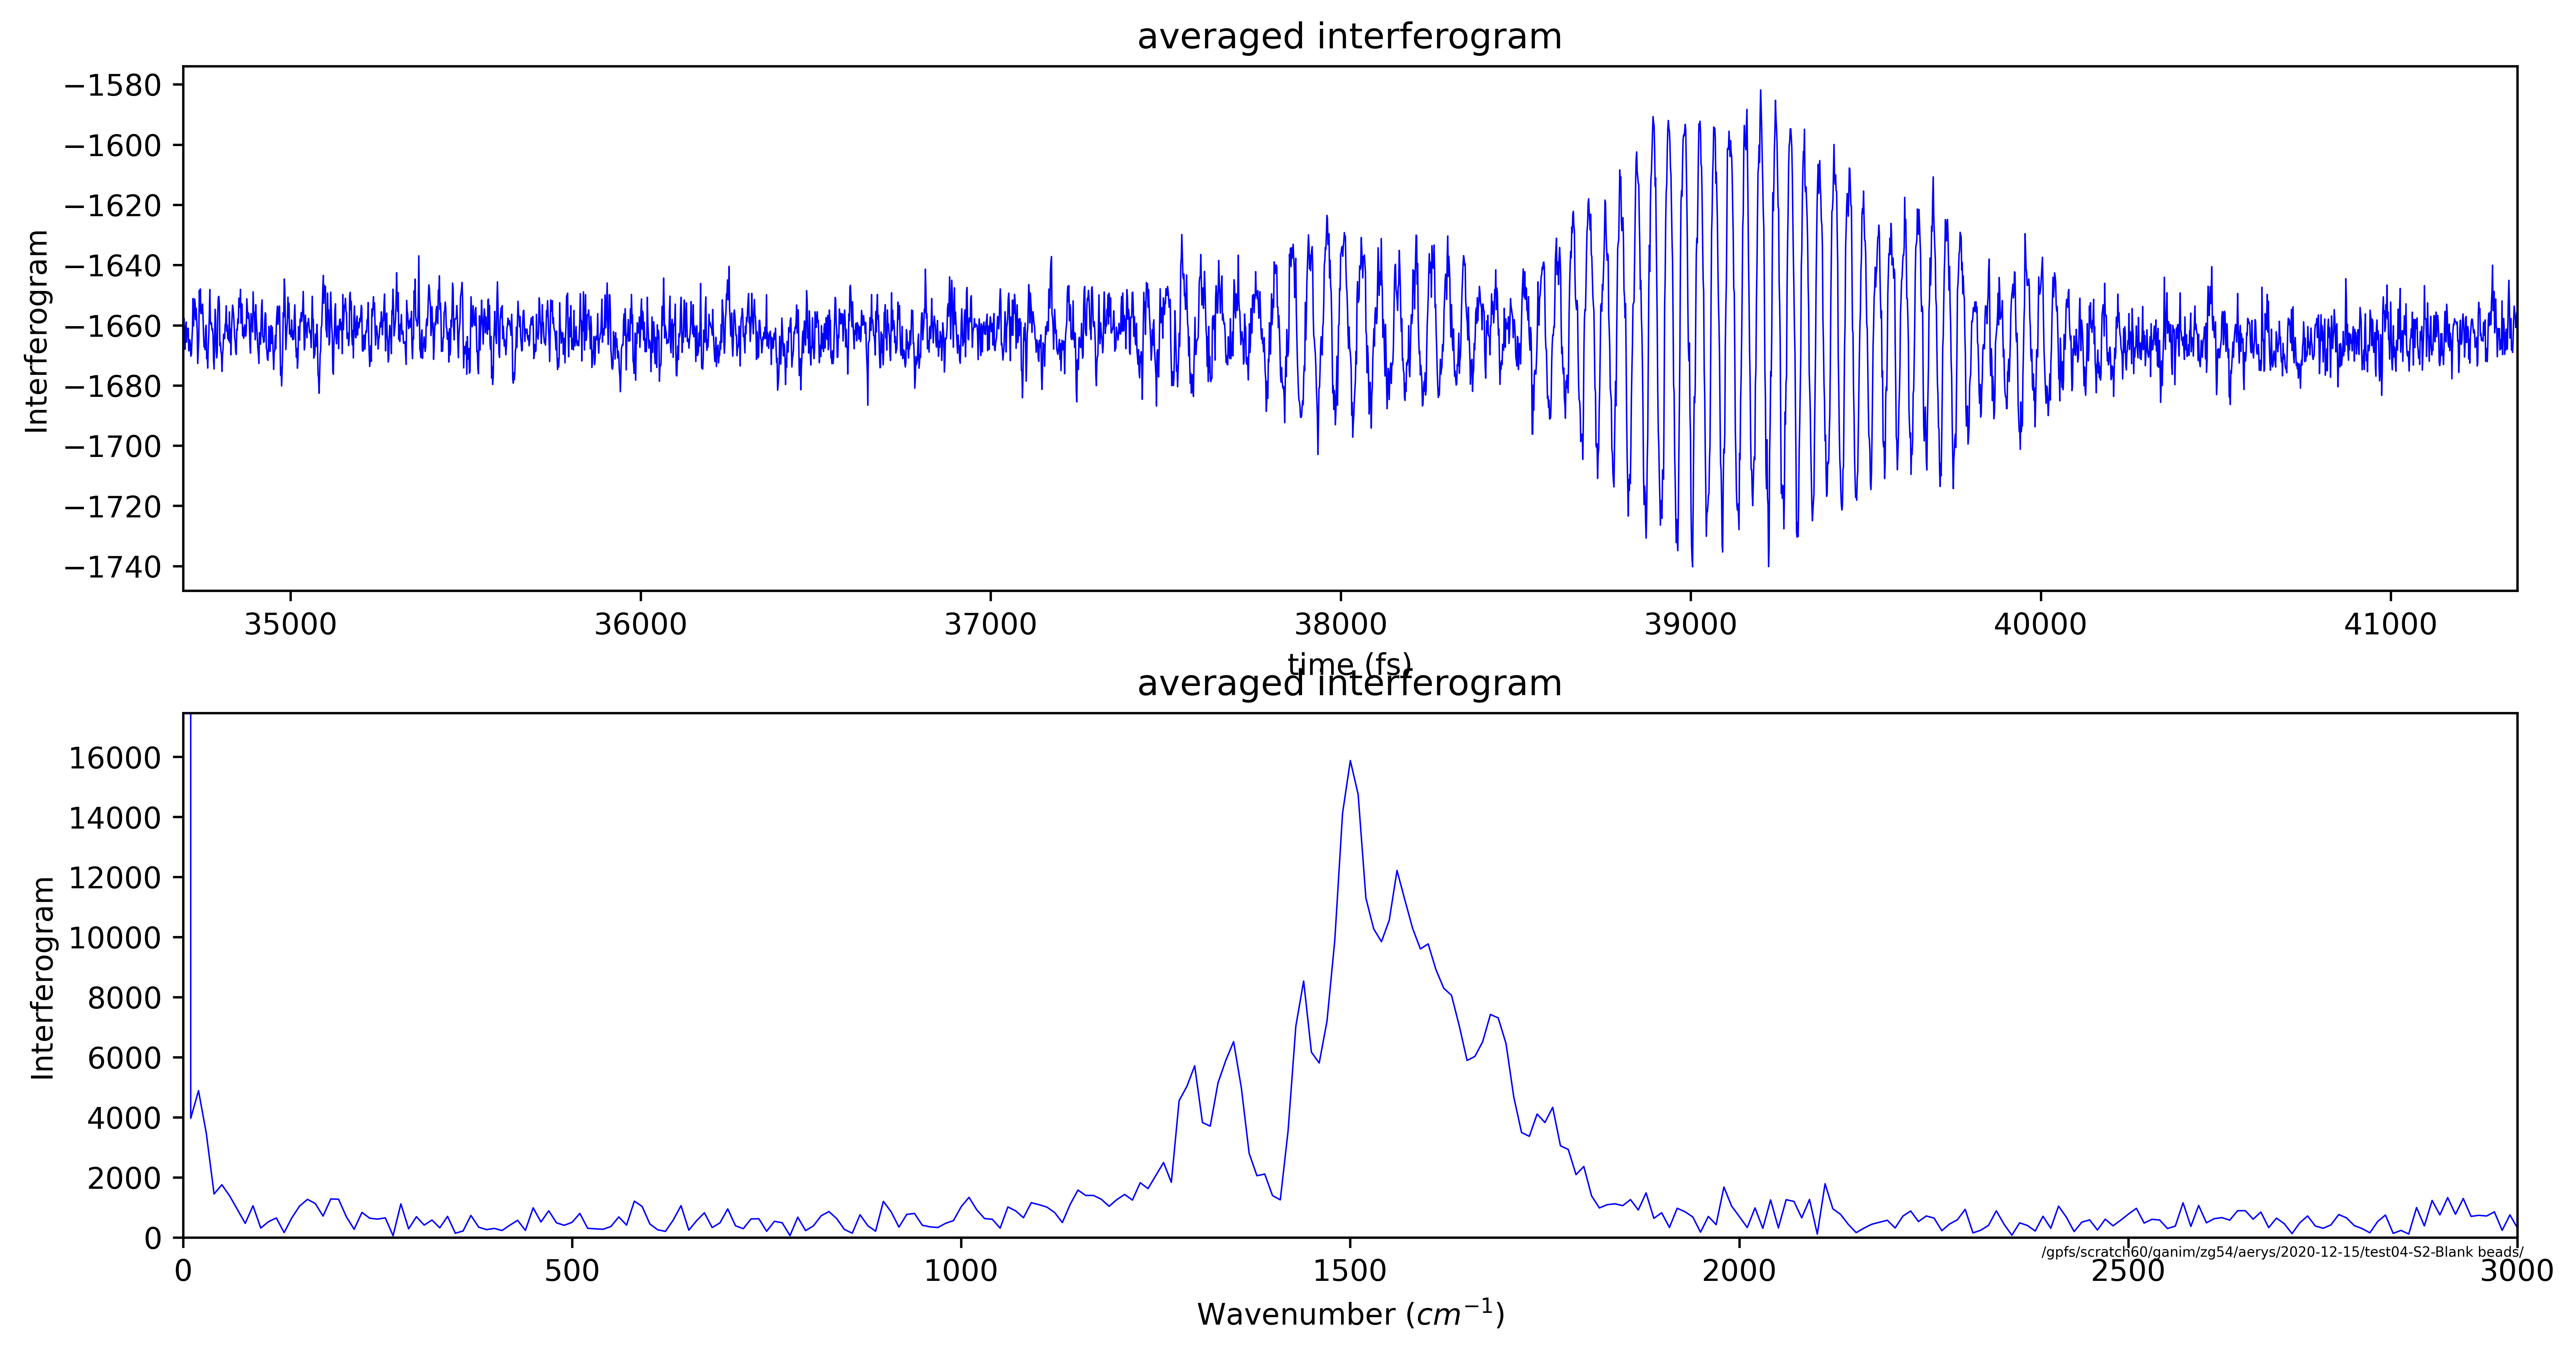 averaged interferogram
Interferogram
−1580
−1600
−1620
−1640
−1660
−1680
−1700
−1720
−1740
35000 36000 37000 38000 39000 40000 41000
time (fs)
averaged interferogram
Interferogram
16000
14000
12000
10000
8000
6000
4000
2000
0
/gpfs/scratch60/ganim/zg54/aerys/2020-12-15/test04-S2-Blank beads/
0 500 1000 1500 2000 2500 3000
Wavenumber (cm⁻¹)